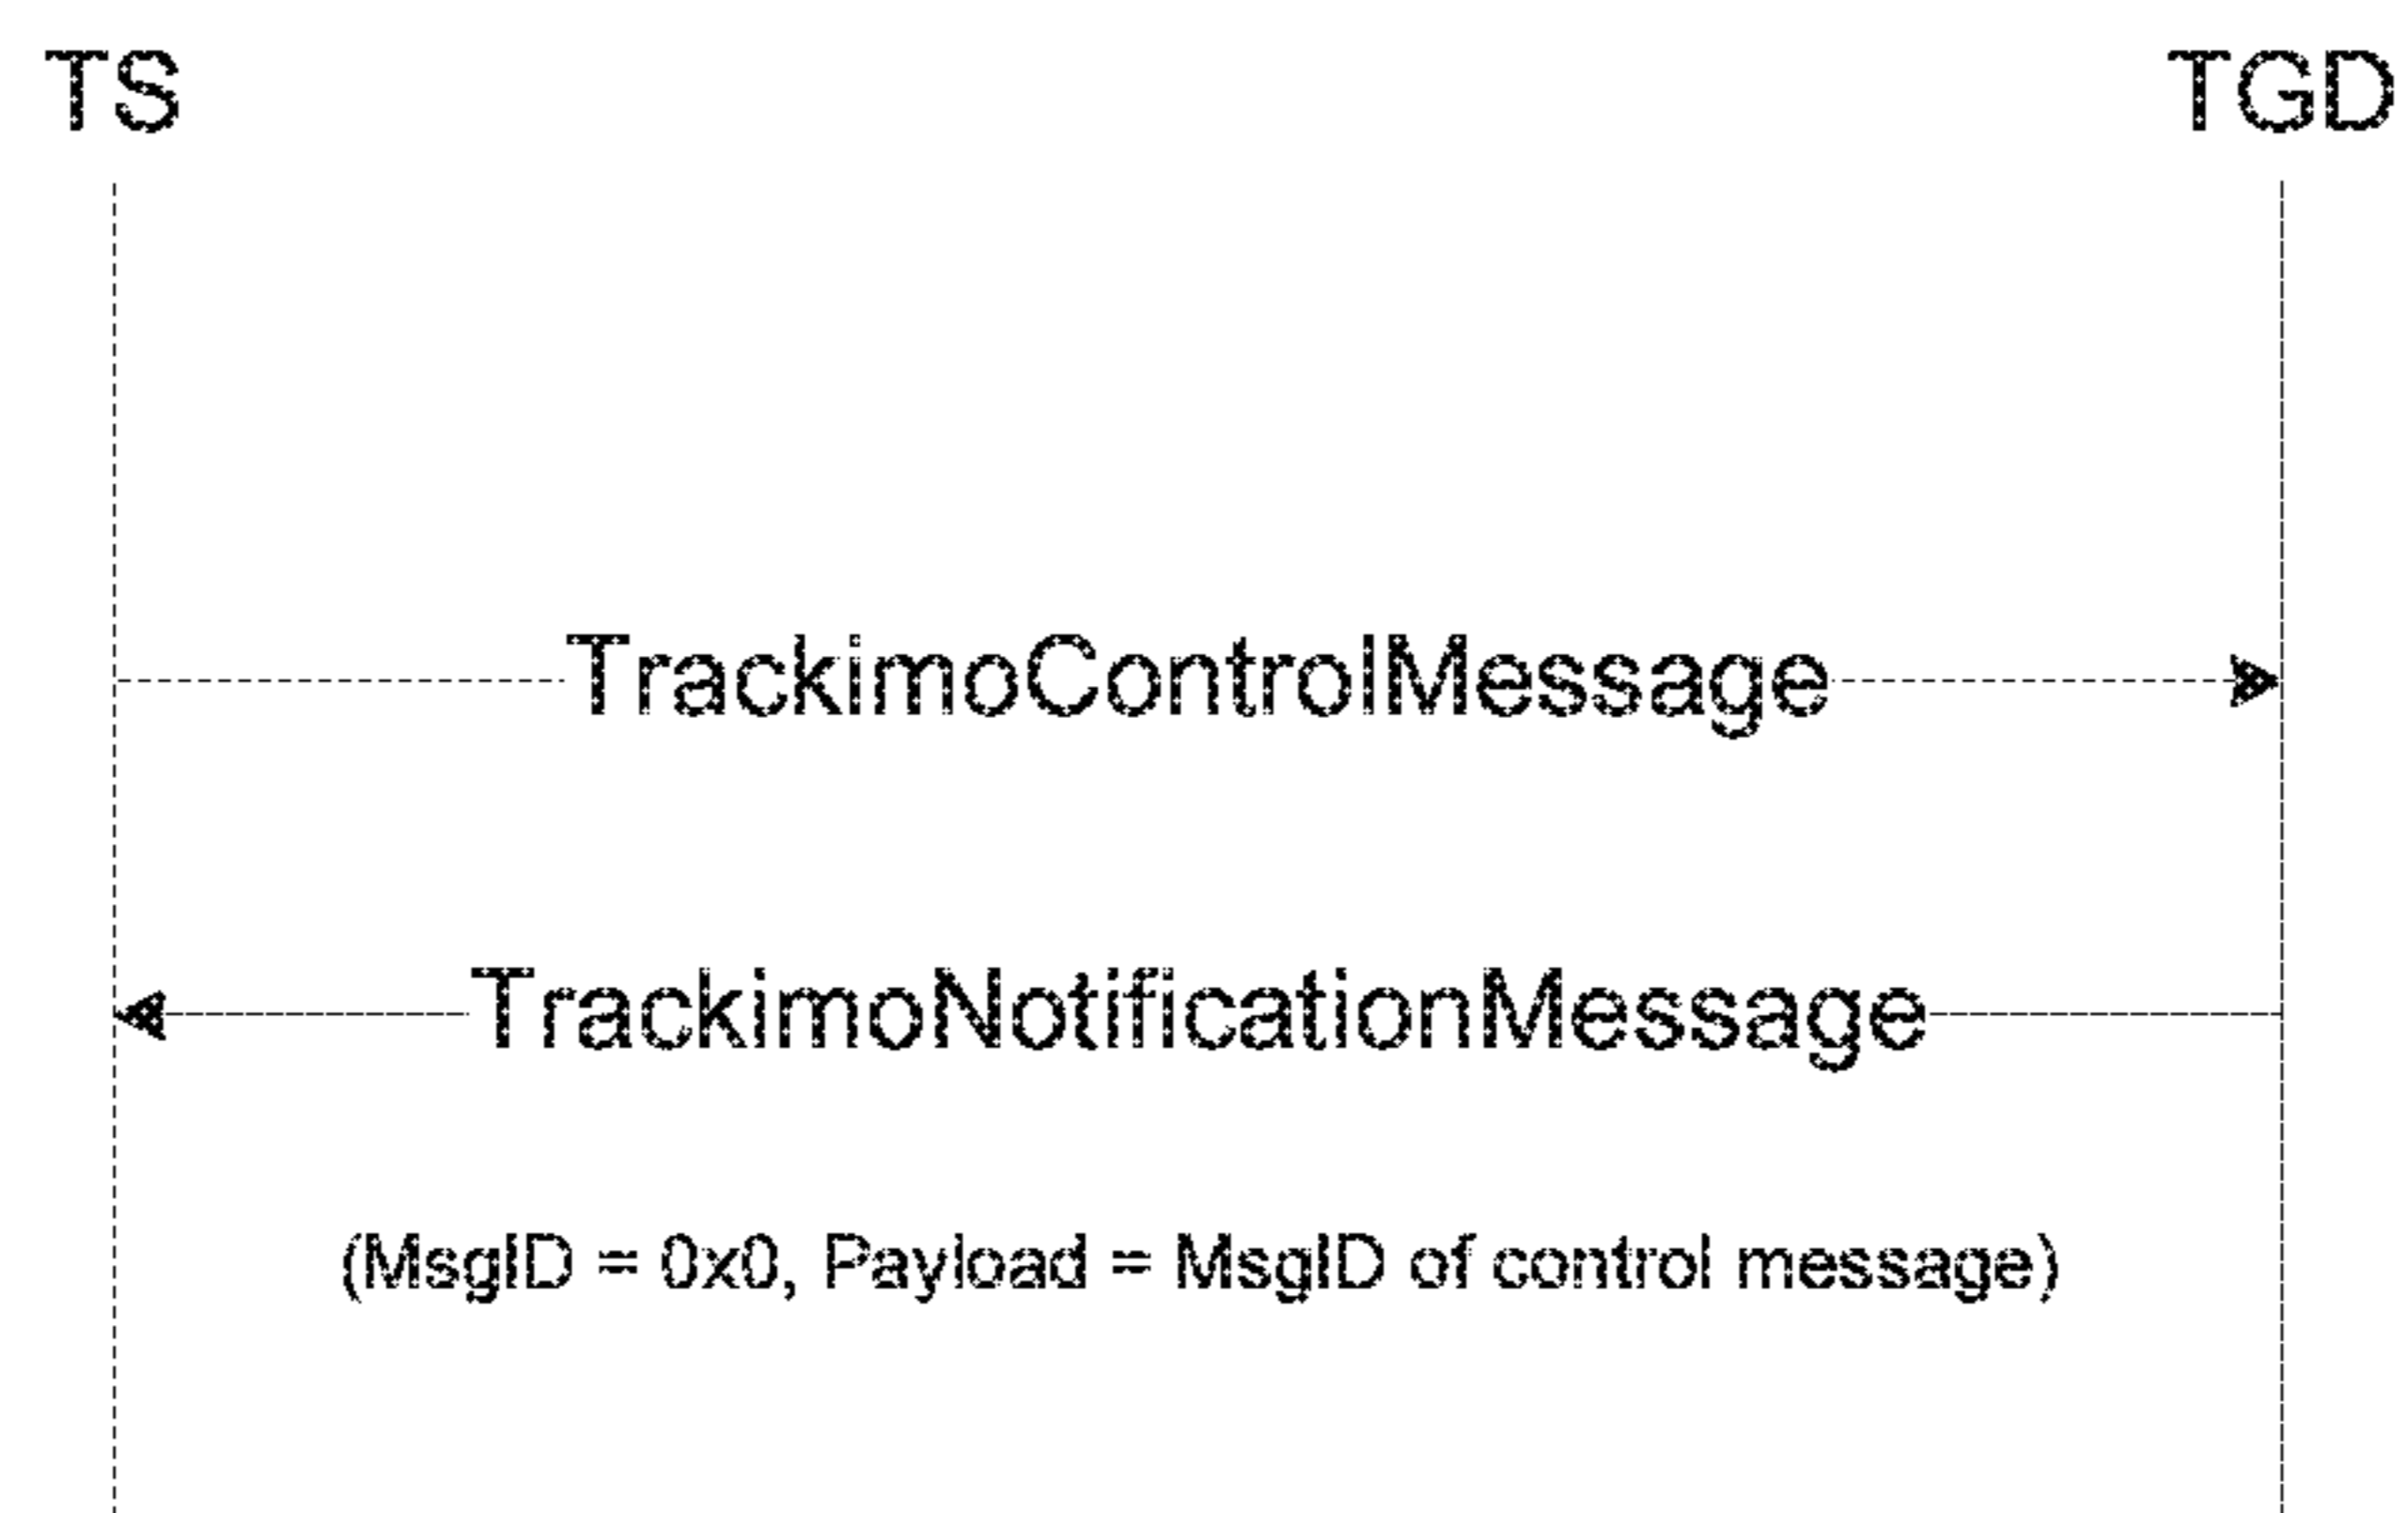 TS TGD
TrackimoControlMessage
TrackimoNotificationMessage
(MsgID = 0x0, Payload = MsgID of control message)